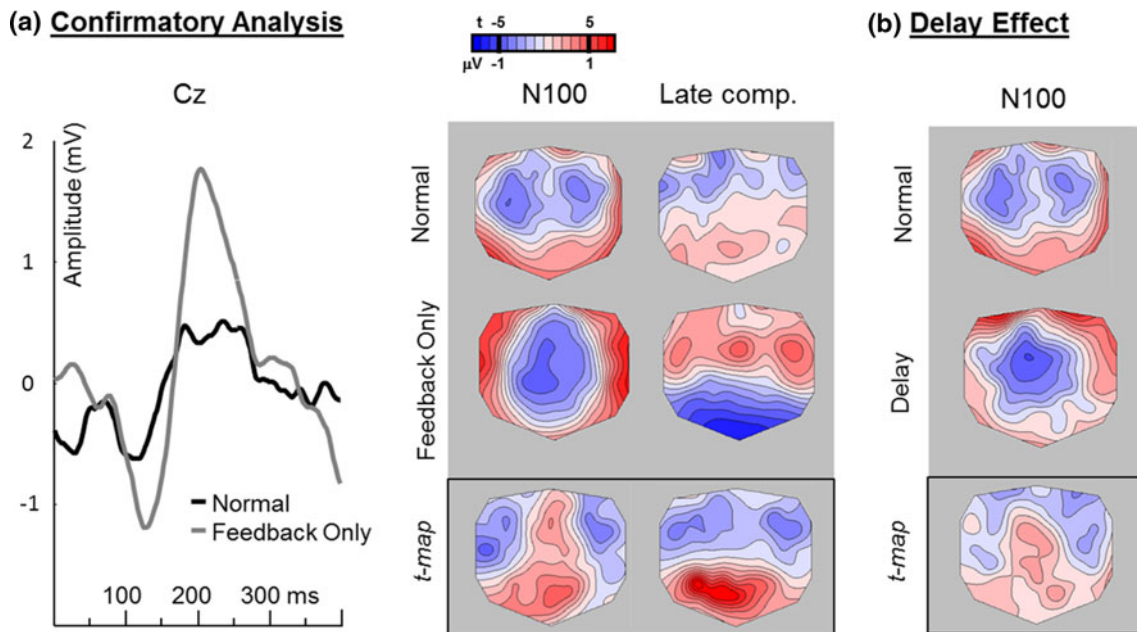 (a) Confirmatory Analysis
t -5 5
µV -1 1
(b) Delay Effect
Cz
N100 Late comp.
N100
Amplitude (mV)
2
1
0
-1
Normal
Feedback Only
100 200 300 ms
Normal
Feedback Only
t-map
Normal
Delay
t-map